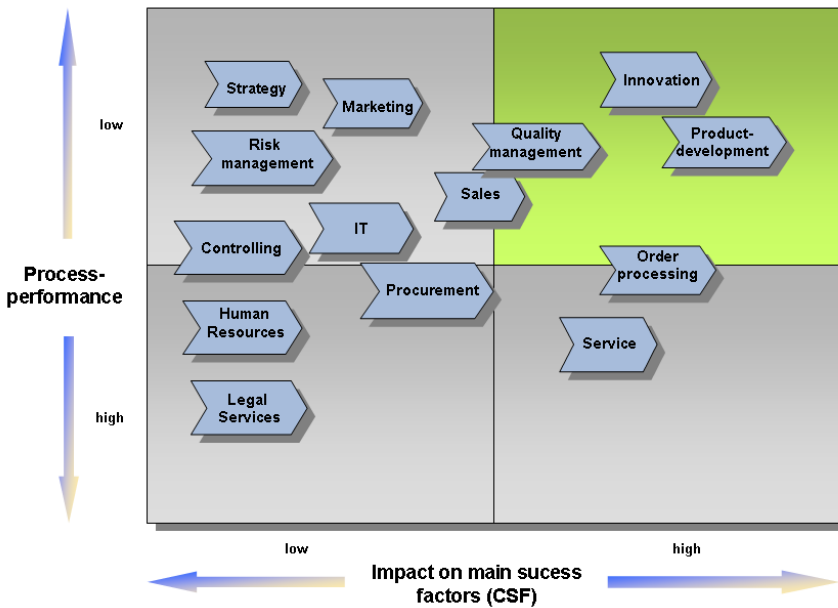 Innovation
Strategy
Marketing
low
Quality
management
Product-
development
Risk
management
Sales
IT
Controlling
Order
processing
Process-
performance
Procurement
Human
Resources
Service
Legal
Services
high
low
high
Impact on main sucess
factors (CSF)